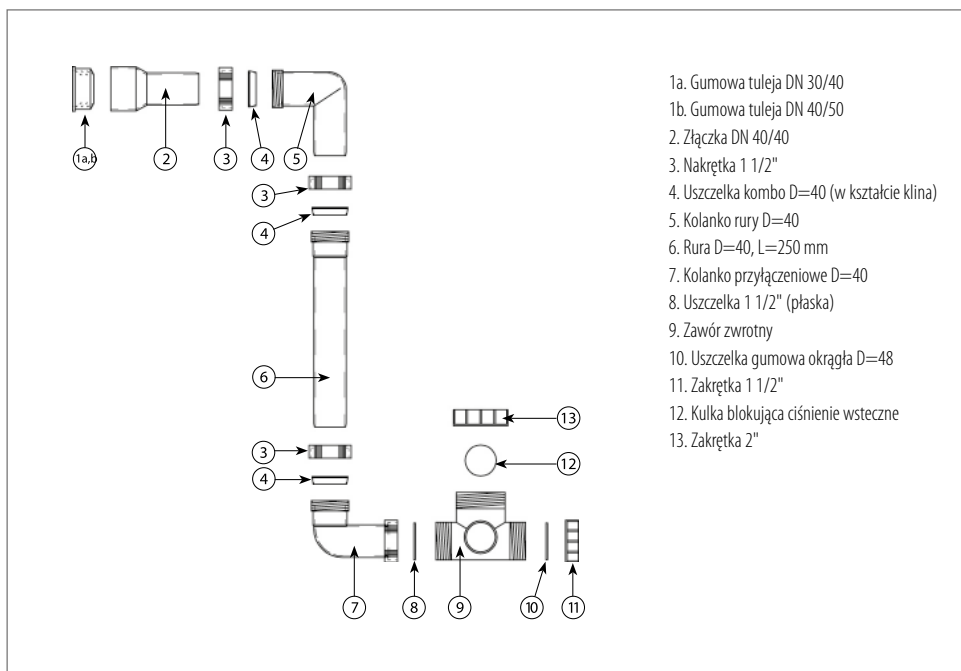 1a. Gumowa tuleja DN 30/40
1b. Gumowa tuleja DN 40/50
2. Złączka DN 40/40
3. Nakrętka 1 1/2"
4. Uszczelka kombo D=40 (w kształcie klina)
5. Kolanko rury D=40
6. Rura D=40, L=250 mm
7. Kolanko przyłączeniowe D=40
8. Uszczelka 1 1/2" (płaska)
9. Zawór zwrotny
10. Uszczelka gumowa okrągła D=48
11. Zakrętka 1 1/2"
12. Kulka blokująca ciśnienie wsteczne
13. Zakrętka 2"
1a,b
2
3
4
5
3
4
6
13
3
12
4
7
8
9
10
11